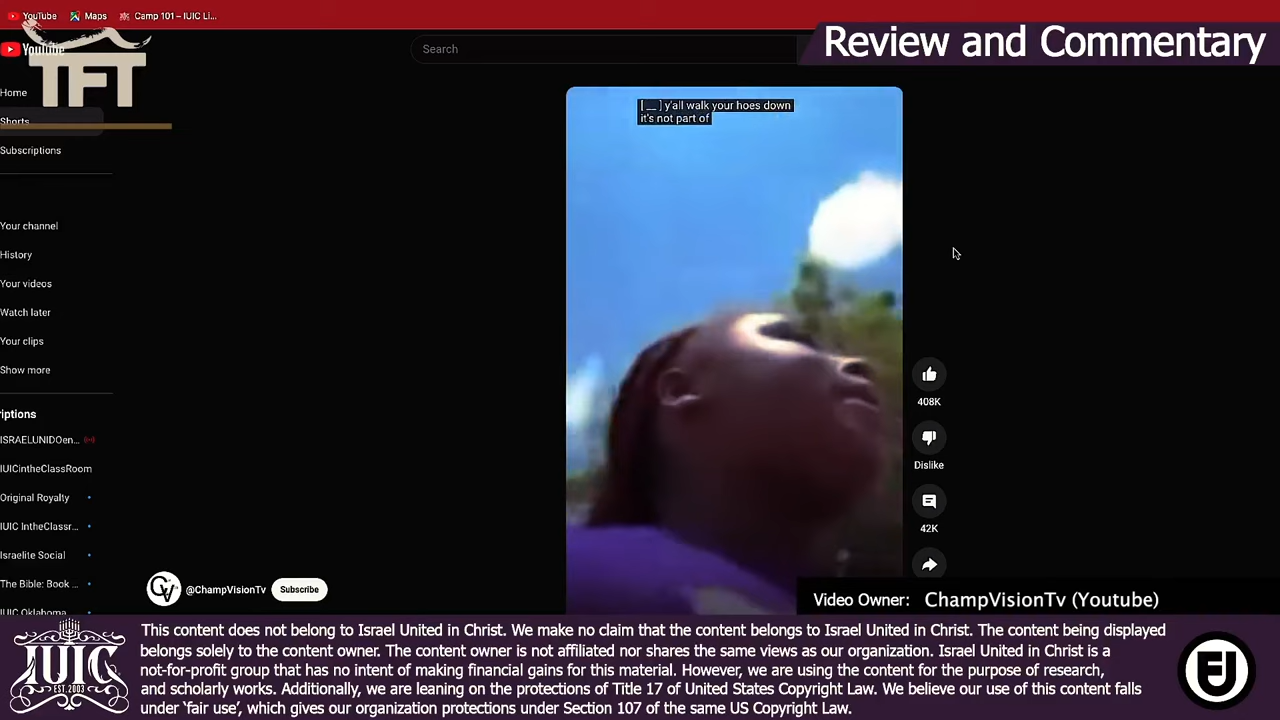 YouTube Maps Camp 101 – IUIC Li...
YouTube
TFT
Search
Review and Commentary
Home
Shorts
Subscriptions
Your channel
History
Your videos
Watch later
Your clips
Show more
riptions
ISRAELUNIDOen...
IUICintheClassRoom
Original Royalty
IUIC IntheClassr...
Israelite Social
The Bible: Book ...
IUIC Oklahoma
[ __ ] y'all walk your hoes down
it's not part of
408K
Dislike
42K
CV @ChampVisionTv Subscribe
Video Owner: ChampVisionTv (Youtube)
IUIC
EST. 2003
This content does not belong to Israel United in Christ. We make no claim that the content belongs to Israel United in Christ. The content being displayed
belongs solely to the content owner. The content owner is not affiliated nor shares the same views as our organization. Israel United in Christ is a
not-for-profit group that has no intent of making financial gains for this material. However, we are using the content for the purpose of research,
and scholarly works. Additionally, we are leaning on the protections of Title 17 of United States Copyright Law. We believe our use of this content falls
under ‘fair use’, which gives our organization protections under Section 107 of the same US Copyright Law.